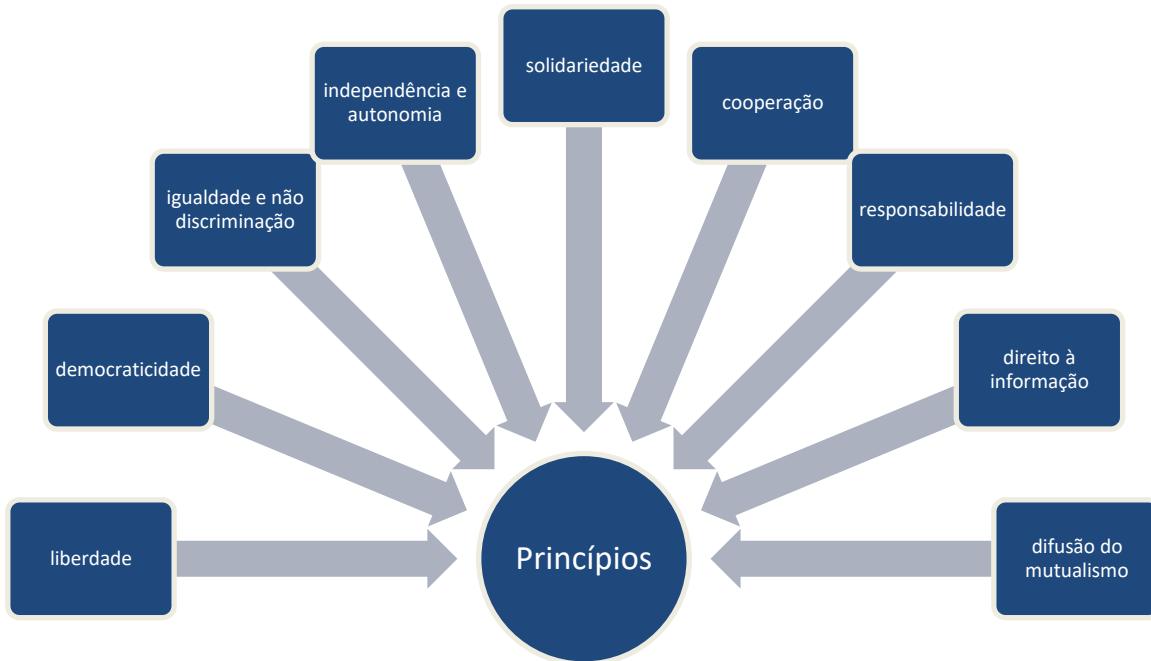 solidariedade
independência e
autonomia
cooperação
igualdade e não
discriminação
responsabilidade
democraticidade
direito à
informação
liberdade
Princípios
difusão do
mutualismo